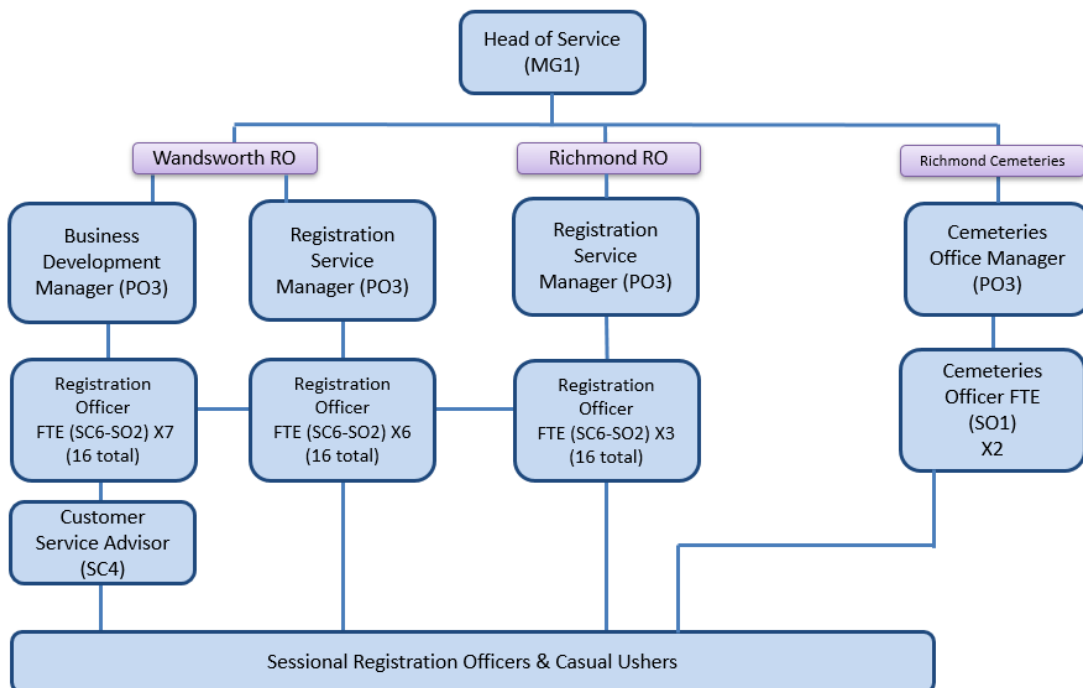 Head of Service
(MG1)
Wandsworth RO
Richmond RO
Richmond Cemeteries
Business
Development
Manager (PO3)
Registration
Service
Manager (PO3)
Registration
Service
Manager (PO3)
Cemeteries
Office Manager
(PO3)
Registration
Officer
FTE (SC6-SO2) X7
(16 total)
Registration
Officer
FTE (SC6-SO2) X6
(16 total)
Registration
Officer
FTE (SC6-SO2) X3
(16 total)
Cemeteries
Officer FTE
(SO1)
X2
Customer
Service Advisor
(SC4)
Sessional Registration Officers & Casual Ushers